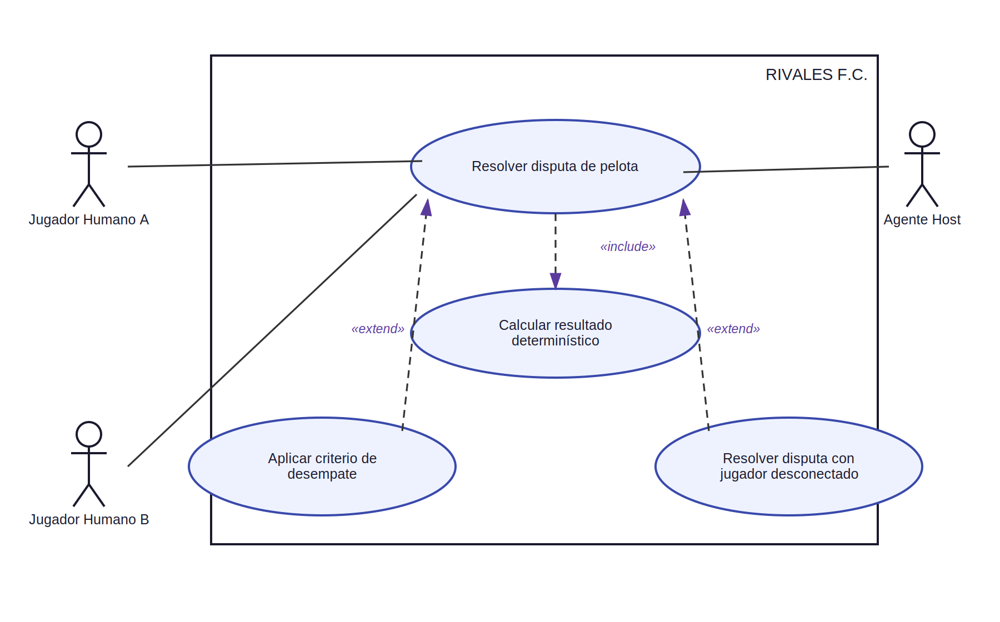 RIVALES F.C.
Resolver disputa de pelota
Jugador Humano A
Agente Host
«include»
«extend»
Calcular resultado
determinístico
«extend»
Aplicar criterio de
desempate
Resolver disputa con
jugador desconectado
Jugador Humano B